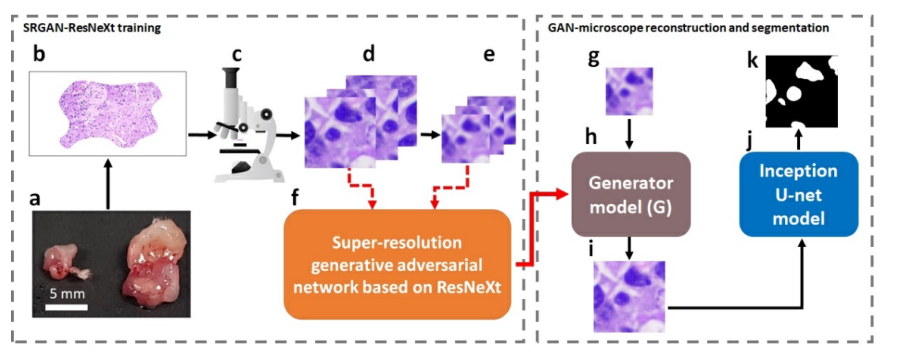 SRGAN-ResNeXt training
GAN-microscope reconstruction and segmentation
b
c
d
e
a
5 mm
f
Super-resolution
generative adversarial
network based on ResNeXt
g
h
Generator
model (G)
i
k
j
Inception
U-net
model